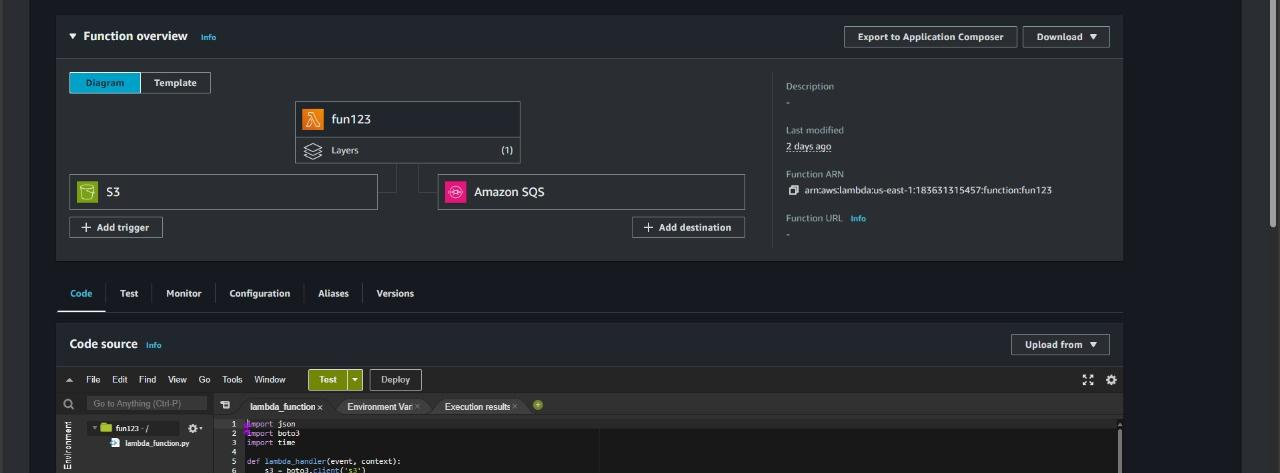 Function overview Info
Export to Application Composer
Download
Diagram
Template
fun123
Layers (1)
S3
Amazon SQS
+ Add trigger
+ Add destination
Description
-
Last modified
2 days ago
Function ARN
arn:aws:lambda:us-east-1:183631315457:function:fun123
Function URL Info
-
Code Test Monitor Configuration Aliases Versions
Code source Info
Upload from
File Edit Find View Go Tools Window Test Deploy
Go to Anything (Ctrl-P)
lambda_function × Environment Var × Execution results ×
Environment
fun123 - /
lambda_function.py
1 import json
2 import boto3
3 import time
4
5 def lambda_handler(event, context):
6 s3 = boto3.client('s3')